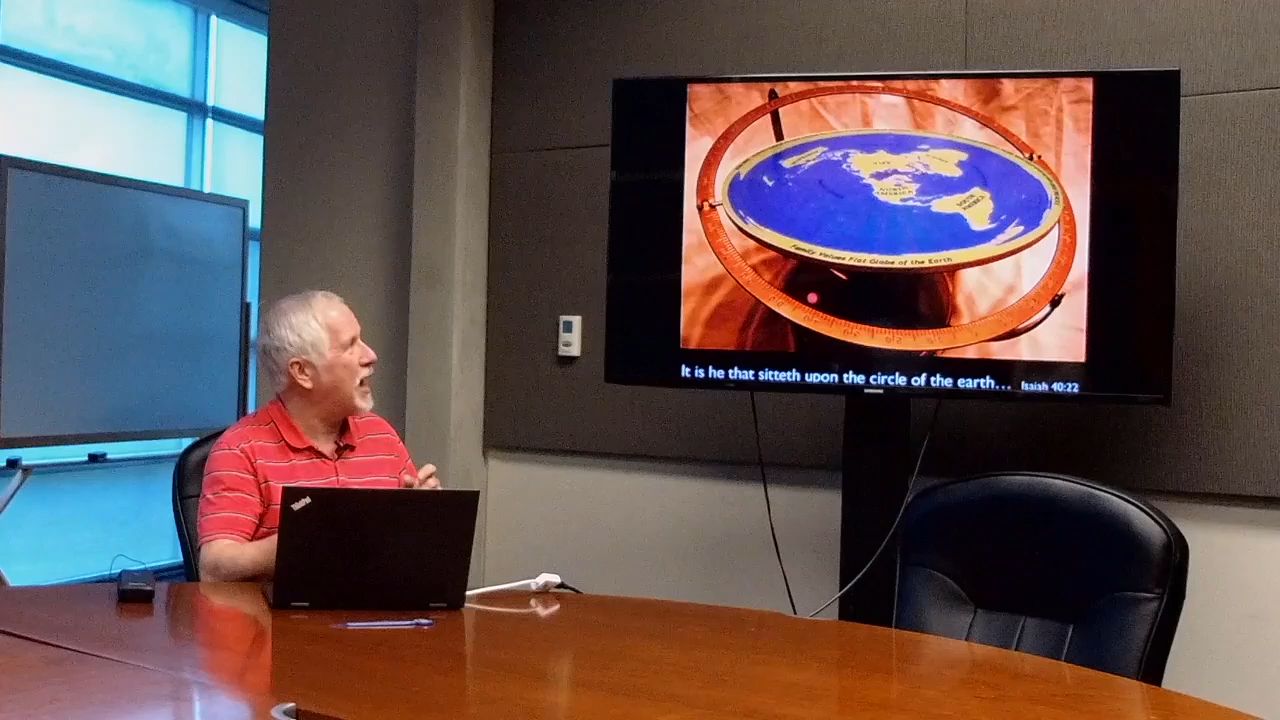 NORTH
AMERICA
SOUTH
AMERICA
Family Values Flat Globe of the Earth
It is he that sitteth upon the circle of the earth... Isaiah 40:22
SAMSUNG
ThinkPad